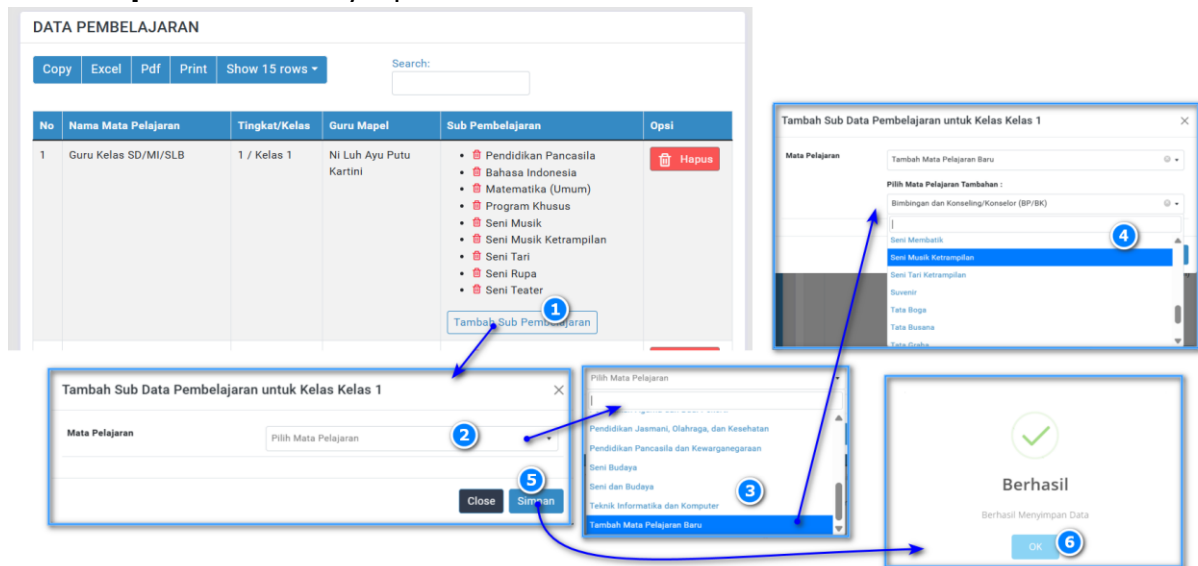 DATA PEMBELAJARAN
Copy Excel Pdf Print Show 15 rows
Search:
No Nama Mata Pelajaran Tingkat/Kelas Guru Mapel Sub Pembelajaran Opsi
1 Guru Kelas SD/MI/SLB 1 / Kelas 1 Ni Luh Ayu Putu Kartini
Pendidikan Pancasila
Bahasa Indonesia
Matematika (Umum)
Program Khusus
Seni Musik
Seni Musik Ketrampilan
Seni Tari
Seni Rupa
Seni Teater
Hapus
1
Tambah Sub Pembelajaran
Tambah Sub Data Pembelajaran untuk Kelas Kelas 1
Mata Pelajaran
Pilih Mata Pelajaran
2
5
Close Simpan
Pilih Mata Pelajaran
Pendidikan Jasmani, Olahraga, dan Kesehatan
Pendidikan Pancasila dan Kewarganegaraan
Seni Budaya
Seni dan Budaya
3
Teknik Informatika dan Komputer
Tambah Mata Pelajaran Baru
Tambah Sub Data Pembelajaran untuk Kelas Kelas 1
Mata Pelajaran
Tambah Mata Pelajaran Baru
Pilih Mata Pelajaran Tambahan :
Bimbingan dan Konseling/Konselor (BP/BK)
4
Seni Membatik
Seni Musik Ketrampilan
Seni Tari Ketrampilan
Suvenir
Tata Boga
Tata Busana
Tata Graha
Berhasil
Berhasil Menyimpan Data
OK
6